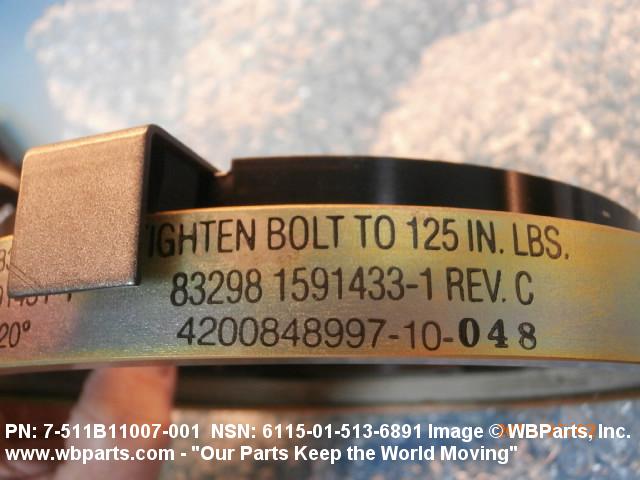 IGHTEN BOLT TO 125 IN. LBS.
83298 1591433-1 REV. C
20° 4200848997-10-048
PN: 7-511B11007-001 NSN: 6115-01-513-6891 Image © WBParts, Inc.
www.wbparts.com - "Our Parts Keep the World Moving"